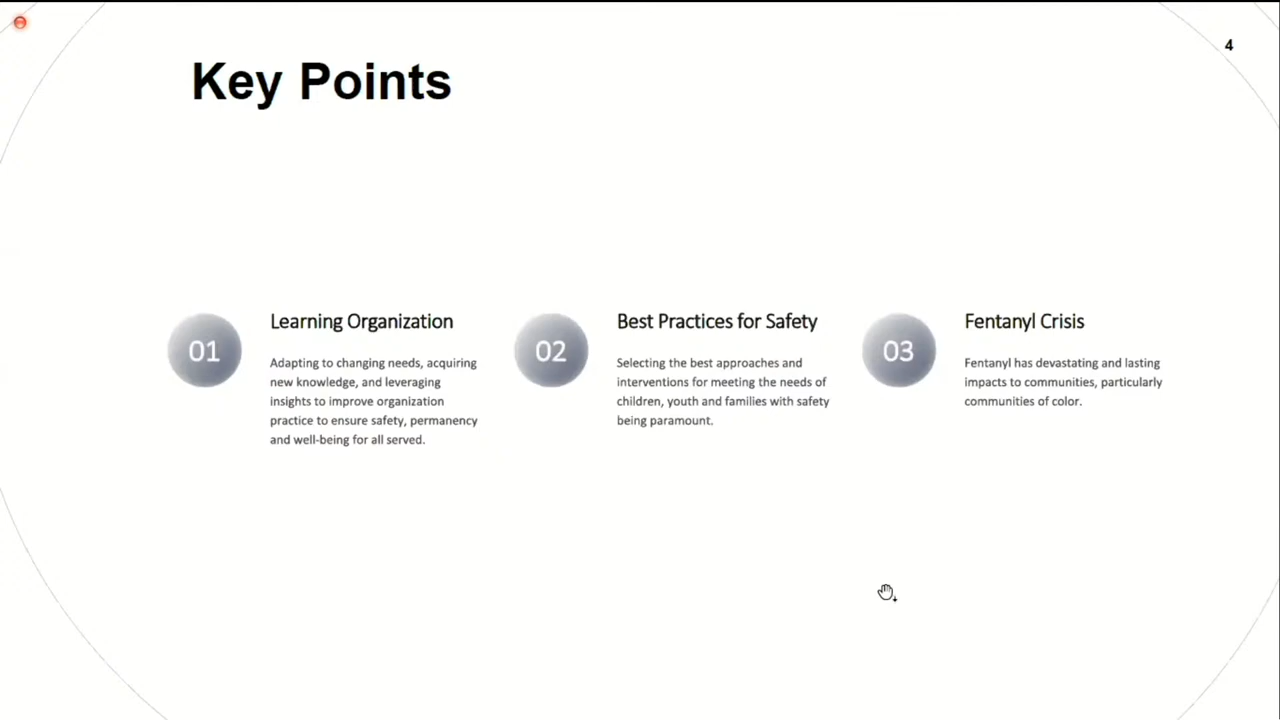 4
Key Points
01
Learning Organization
Adapting to changing needs, acquiring
new knowledge, and leveraging
insights to improve organization
practice to ensure safety, permanency
and well-being for all served.
02
Best Practices for Safety
Selecting the best approaches and
interventions for meeting the needs of
children, youth and families with safety
being paramount.
03
Fentanyl Crisis
Fentanyl has devastating and lasting
impacts to communities, particularly
communities of color.